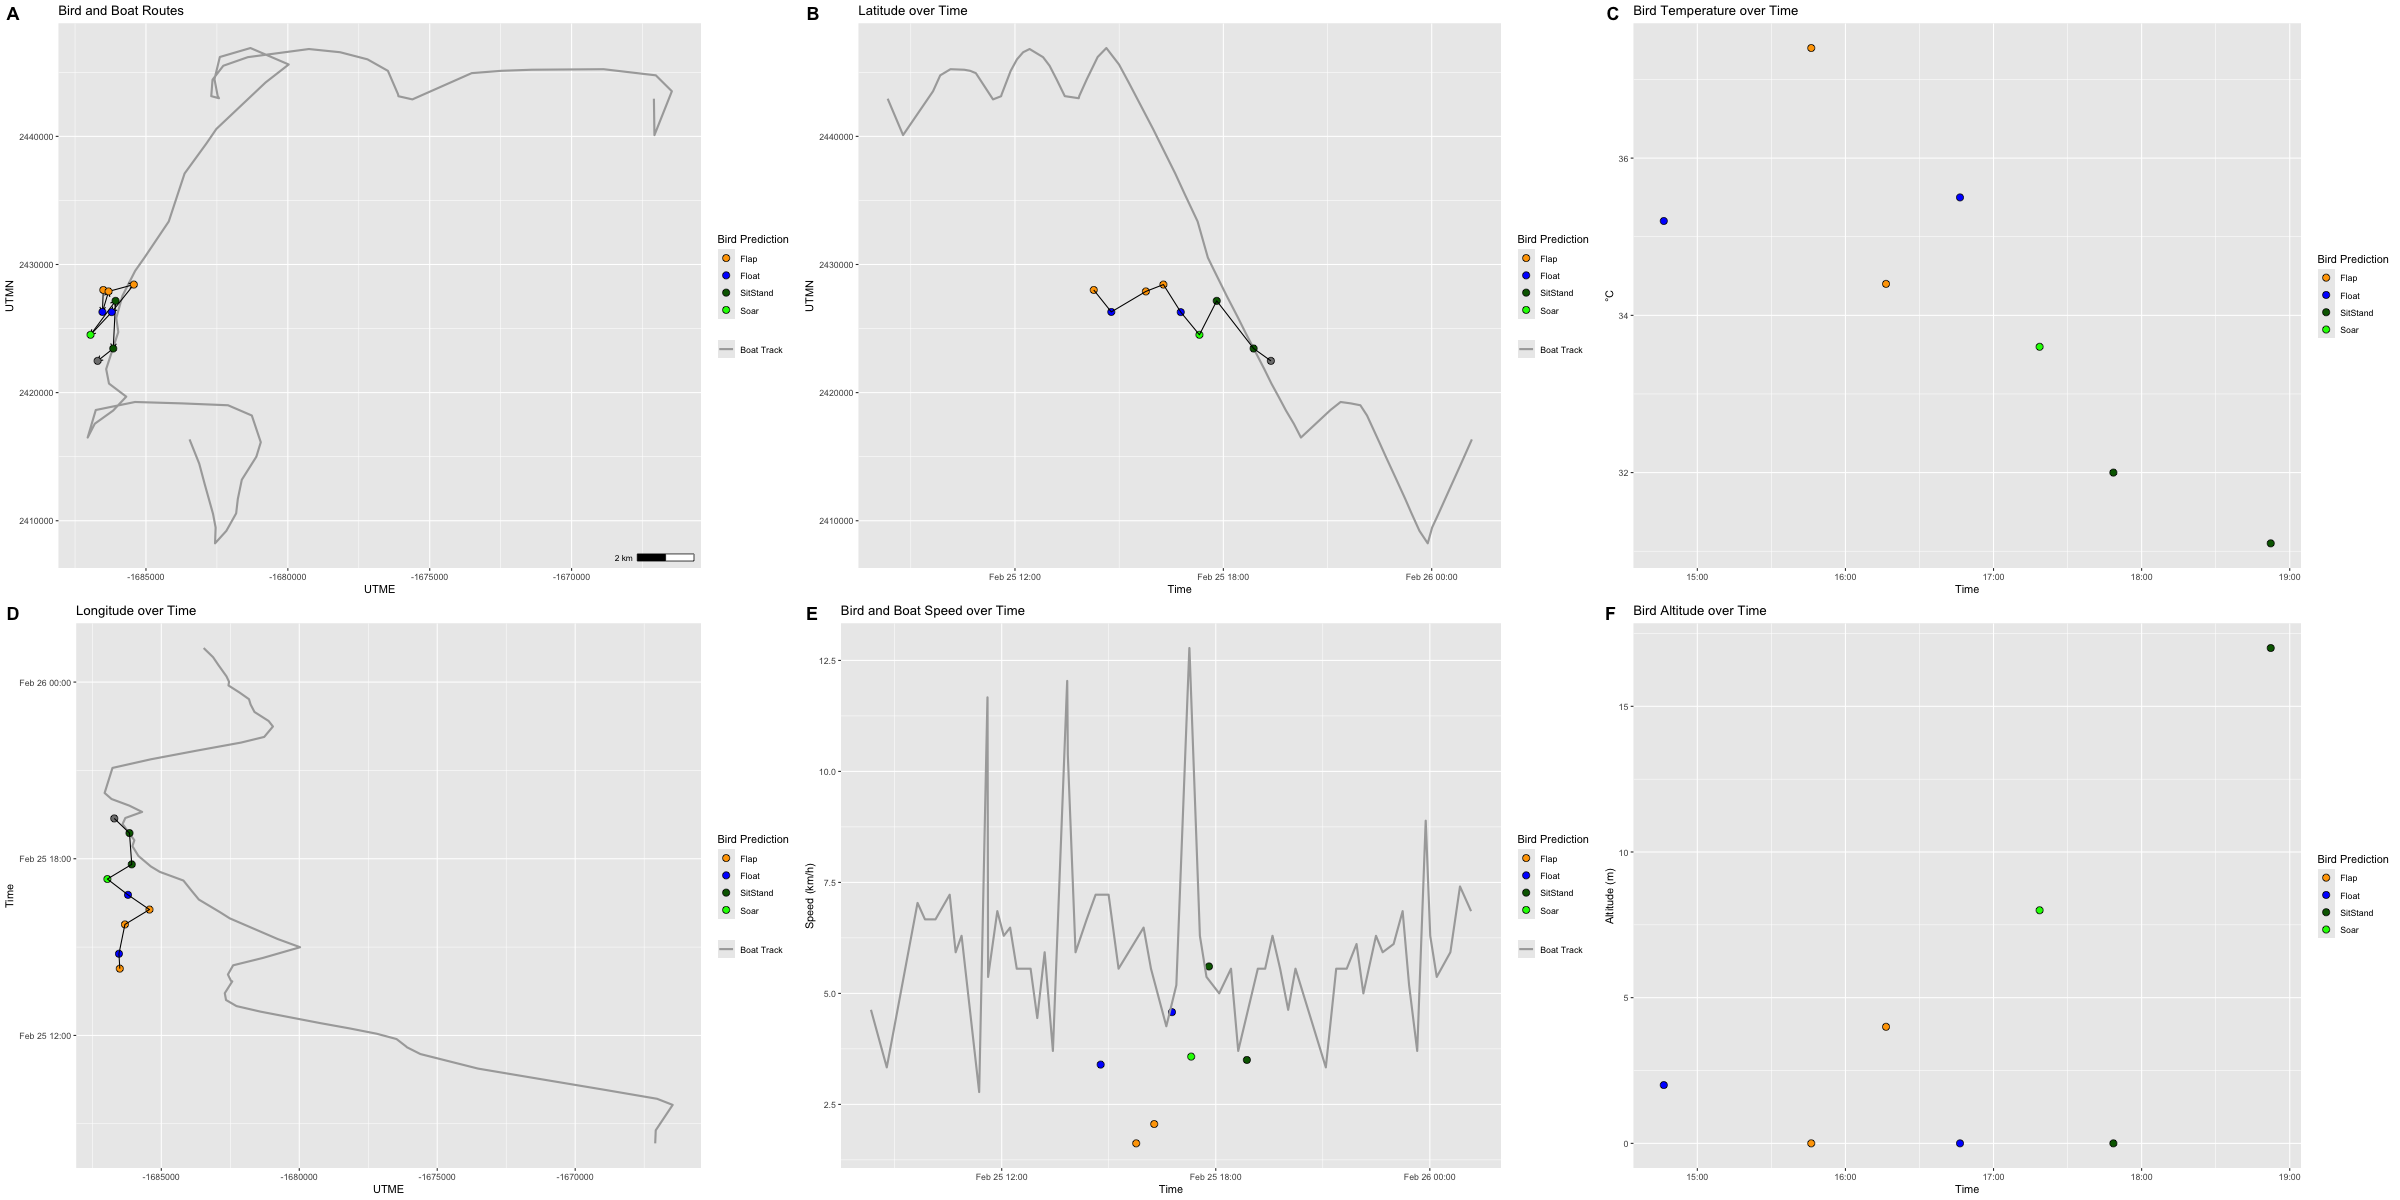 A Bird and Boat Routes
UTMN
2440000
2430000
2420000
2410000
2 km
-1685000 -1680000 -1675000 -1670000
UTME
Bird Prediction
Flap
Float
SitStand
Soar
Boat Track
B Latitude over Time
UTMN
2440000
2430000
2420000
2410000
Feb 25 12:00 Feb 25 18:00 Feb 26 00:00
Time
Bird Prediction
Flap
Float
SitStand
Soar
Boat Track
C Bird Temperature over Time
°C
36
34
32
15:00 16:00 17:00 18:00 19:00
Time
Bird Prediction
Flap
Float
SitStand
Soar
D Longitude over Time
Time
Feb 26 00:00
Feb 25 18:00
Feb 25 12:00
-1685000 -1680000 -1675000 -1670000
UTME
Bird Prediction
Flap
Float
SitStand
Soar
Boat Track
E Bird and Boat Speed over Time
Speed (km/h)
12.5
10.0
7.5
5.0
2.5
Feb 25 12:00 Feb 25 18:00 Feb 26 00:00
Time
Bird Prediction
Flap
Float
SitStand
Soar
Boat Track
F Bird Altitude over Time
Altitude (m)
15
10
5
0
15:00 16:00 17:00 18:00 19:00
Time
Bird Prediction
Flap
Float
SitStand
Soar